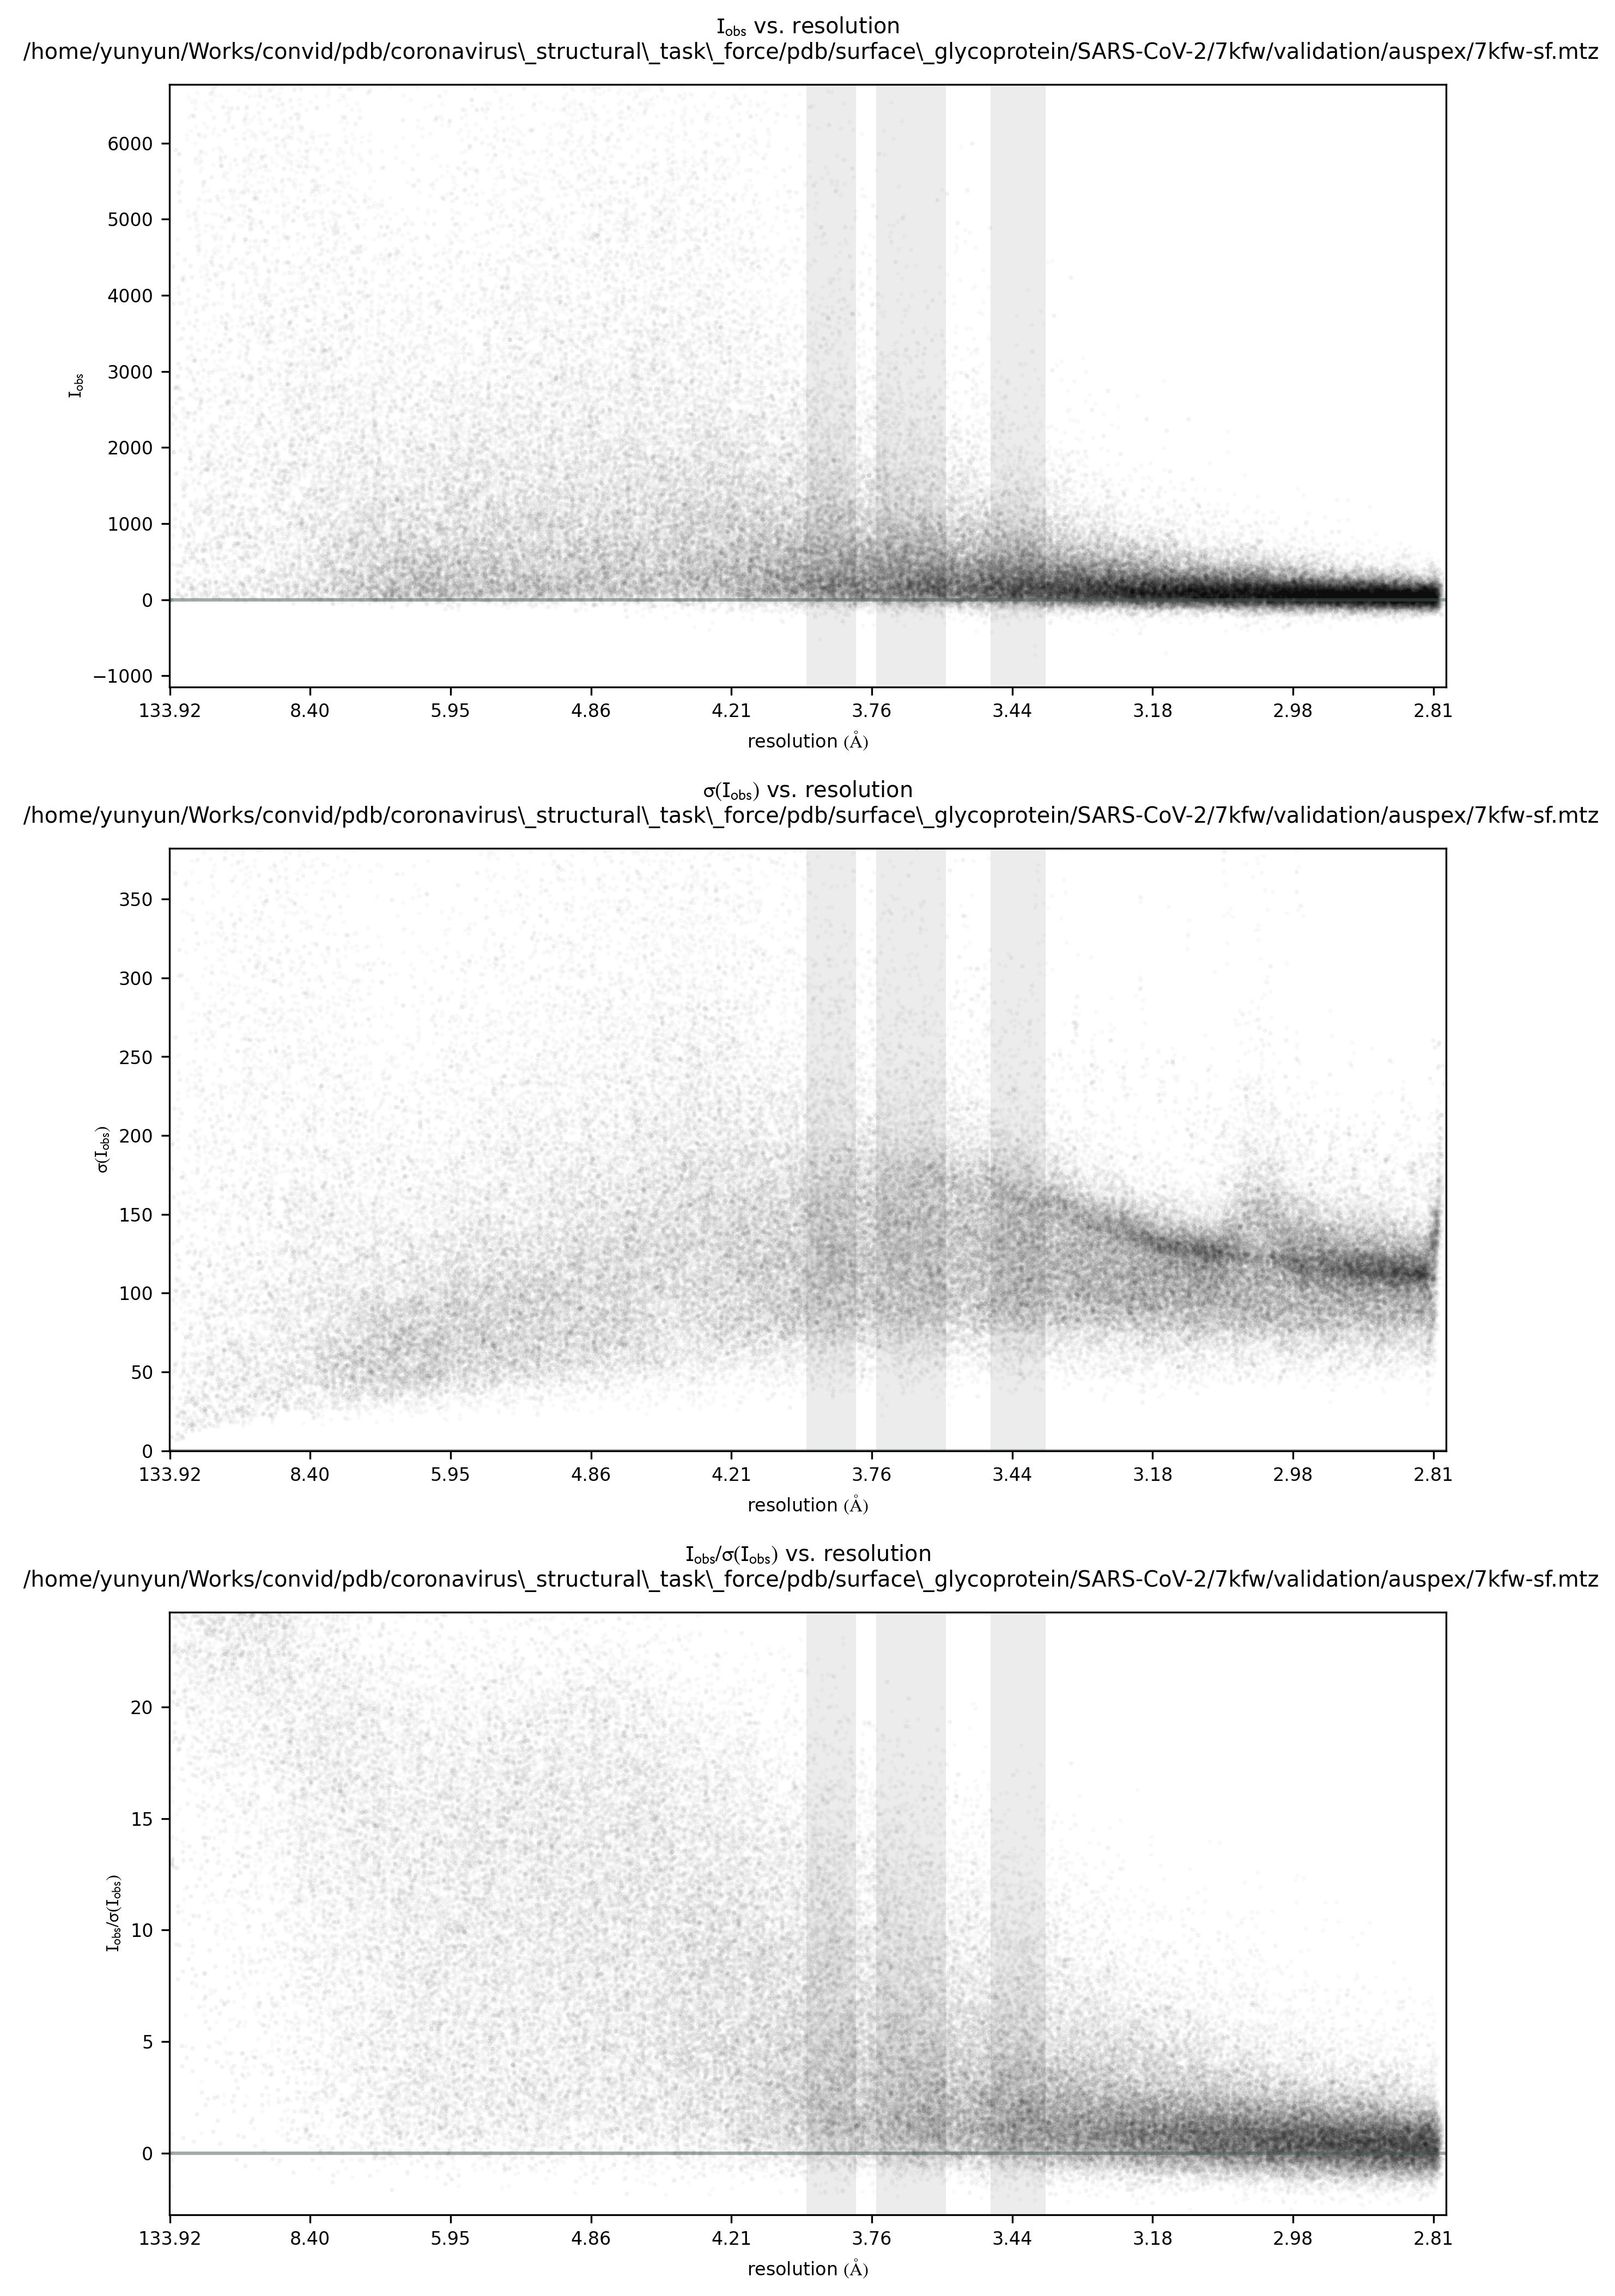 I_obs vs. resolution
/home/yunyun/Works/convid/pdb/coronavirus\_structural\_task\_force/pdb/surface\_glycoprotein/SARS-CoV-2/7kfw/validation/auspex/7kfw-sf.mtz
6000
5000
4000
3000
2000
1000
0
−1000
I_obs
133.92 8.40 5.95 4.86 4.21 3.76 3.44 3.18 2.98 2.81
resolution (Å)
σ(I_obs) vs. resolution
/home/yunyun/Works/convid/pdb/coronavirus\_structural\_task\_force/pdb/surface\_glycoprotein/SARS-CoV-2/7kfw/validation/auspex/7kfw-sf.mtz
350
300
250
200
150
100
50
0
σ(I_obs)
133.92 8.40 5.95 4.86 4.21 3.76 3.44 3.18 2.98 2.81
resolution (Å)
I_obs/σ(I_obs) vs. resolution
/home/yunyun/Works/convid/pdb/coronavirus\_structural\_task\_force/pdb/surface\_glycoprotein/SARS-CoV-2/7kfw/validation/auspex/7kfw-sf.mtz
20
15
10
5
0
I_obs/σ(I_obs)
133.92 8.40 5.95 4.86 4.21 3.76 3.44 3.18 2.98 2.81
resolution (Å)